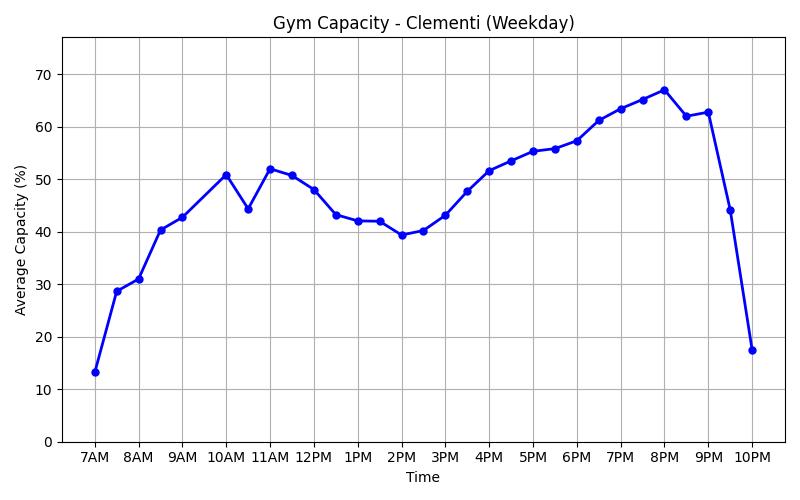 Gym Capacity - Clementi (Weekday)
Average Capacity (%)
70
60
50
40
30
20
10
0
7AM 8AM 9AM 10AM 11AM 12PM 1PM 2PM 3PM 4PM 5PM 6PM 7PM 8PM 9PM 10PM
Time